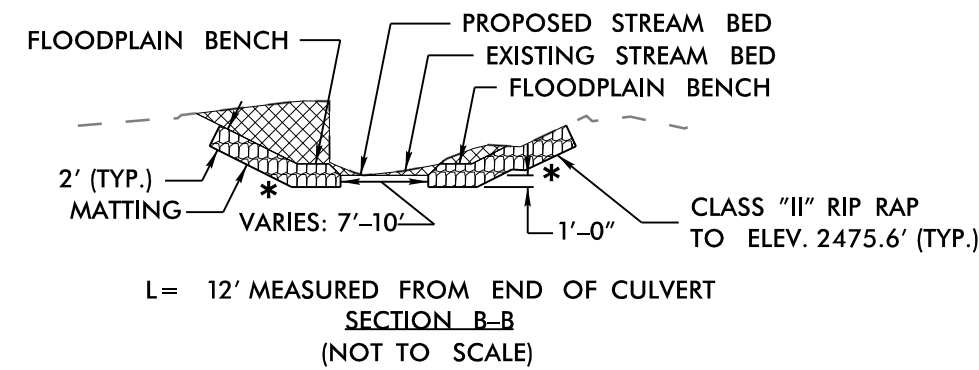 PROPOSED STREAM BED
FLOODPLAIN BENCH
EXISTING STREAM BED
FLOODPLAIN BENCH
2' (TYP.)
*
*
MATTING
VARIES: 7'–10'
1'–0"
CLASS "II" RIP RAP
TO ELEV. 2475.6' (TYP.)
L= 12' MEASURED FROM END OF CULVERT
SECTION B–B
(NOT TO SCALE)